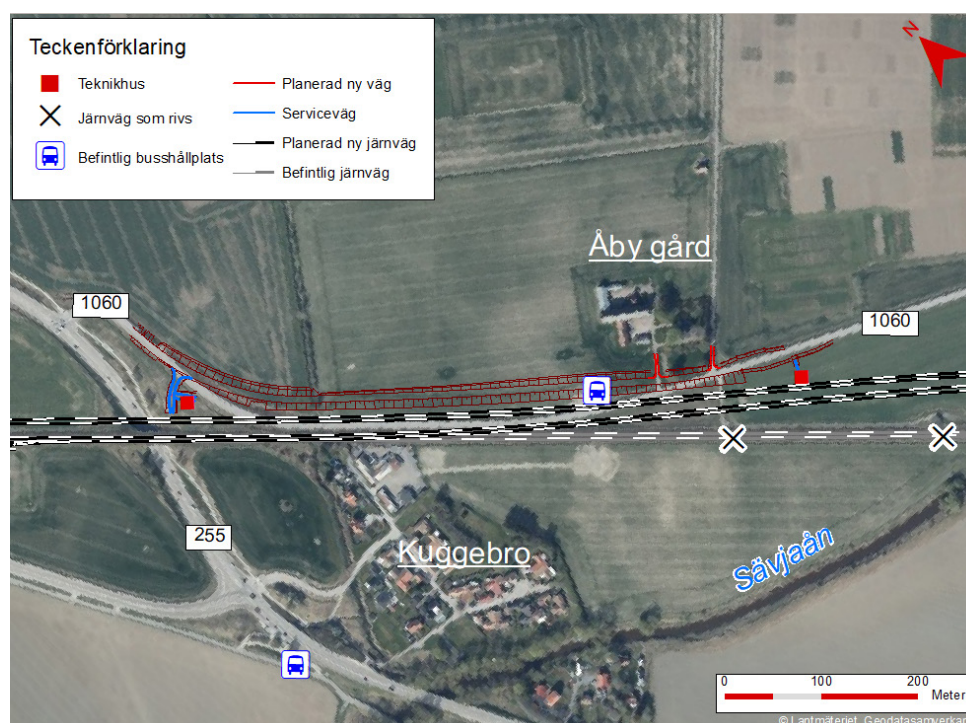 Teckenförklaring
Teknikhus
Järnväg som rivs
Befintlig busshållplats
Planerad ny väg
Serviceväg
Planerad ny järnväg
Befintlig järnväg
N
Åby gård
1060
1060
255
Kuggebro
Sävjaån
0 100 200
Meter
© Lantmäteriet, Geodatasamverkan